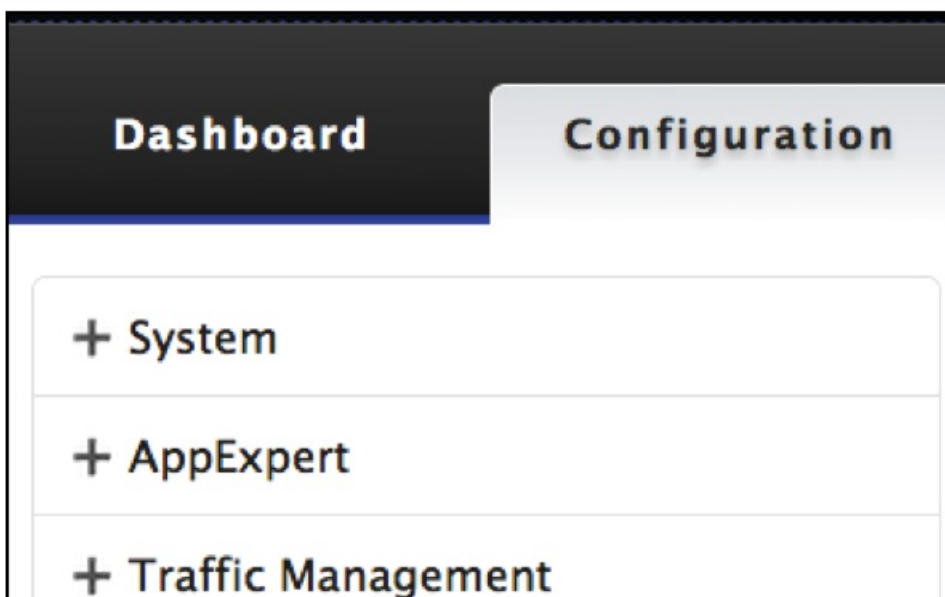 Dashboard Configuration
+ System
+ AppExpert
+ Traffic Management